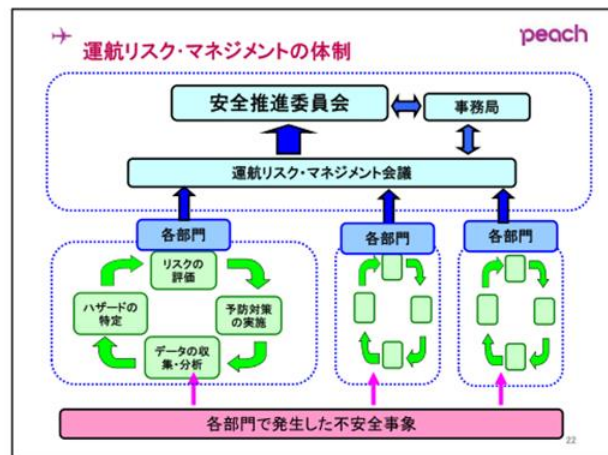 運航リスク・マネジメントの体制
peach
安全推進委員会
事務局
運航リスク・マネジメント会議
各部門
各部門
各部門
リスクの
評価
ハザードの
特定
予防対策
の実施
データの収
集・分析
各部門で発生した不安全事象
22